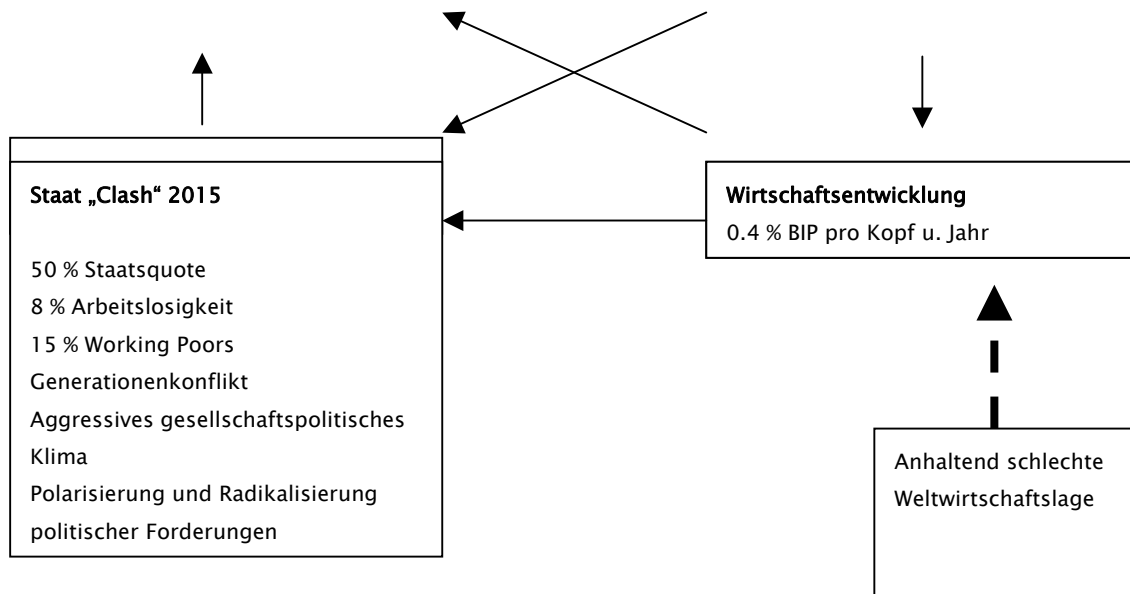 Staat „Clash“ 2015
50 % Staatsquote
8 % Arbeitslosigkeit
15 % Working Poors
Generationenkonflikt
Aggressives gesellschaftspolitisches
Klima
Polarisierung und Radikalisierung
politischer Forderungen
Wirtschaftsentwicklung
0.4 % BIP pro Kopf u. Jahr
Anhaltend schlechte
Weltwirtschaftslage